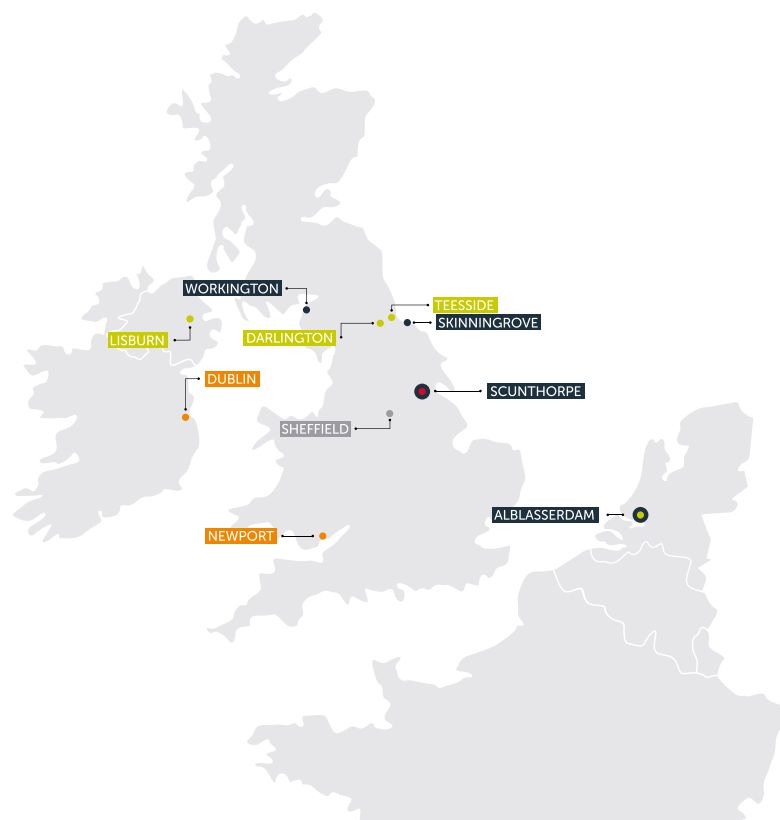 WORKINGTON
TEESSIDE
SKINNINGROVE
DARLINGTON
LISBURN
DUBLIN
SCUNTHORPE
SHEFFIELD
ALBLASSERDAM
NEWPORT